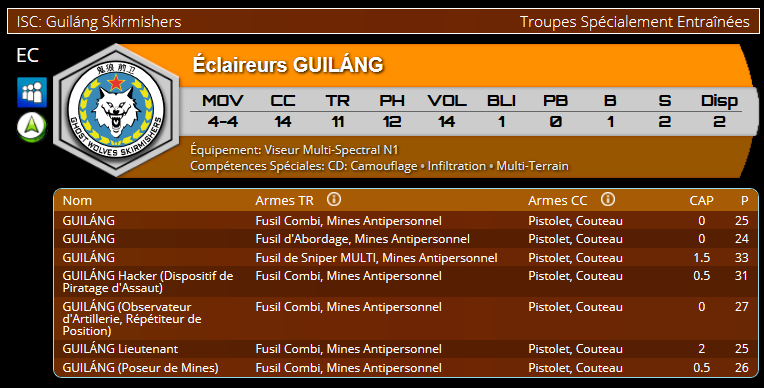 ISC: Guiláng Skirmishers Troupes Spécialement Entraînées
EC
Éclaireurs GUILÁNG
鬼狼前卫
GHOST WOLVES SKIRMISHERS
MOV CC TR PH VOL BLI PB B S Disp
4-4 14 11 12 14 1 0 1 2 2
Équipement: Viseur Multi-Spectral N1
Compétences Spéciales: CD: Camouflage • Infiltration • Multi-Terrain
Nom Armes TR Armes CC CAP P
GUILÁNG Fusil Combi, Mines Antipersonnel Pistolet, Couteau 0 25
GUILÁNG Fusil d'Abordage, Mines Antipersonnel Pistolet, Couteau 0 24
GUILÁNG Fusil de Sniper MULTI, Mines Antipersonnel Pistolet, Couteau 1.5 33
GUILÁNG Hacker (Dispositif de Fusil Combi, Mines Antipersonnel Pistolet, Couteau 0.5 31
Piratage d'Assaut)
GUILÁNG (Observateur Fusil Combi, Mines Antipersonnel Pistolet, Couteau 0 27
d'Artillerie, Répétiteur de
Position)
GUILÁNG Lieutenant Fusil Combi, Mines Antipersonnel Pistolet, Couteau 2 25
GUILÁNG (Poseur de Mines) Fusil Combi, Mines Antipersonnel Pistolet, Couteau 0.5 26